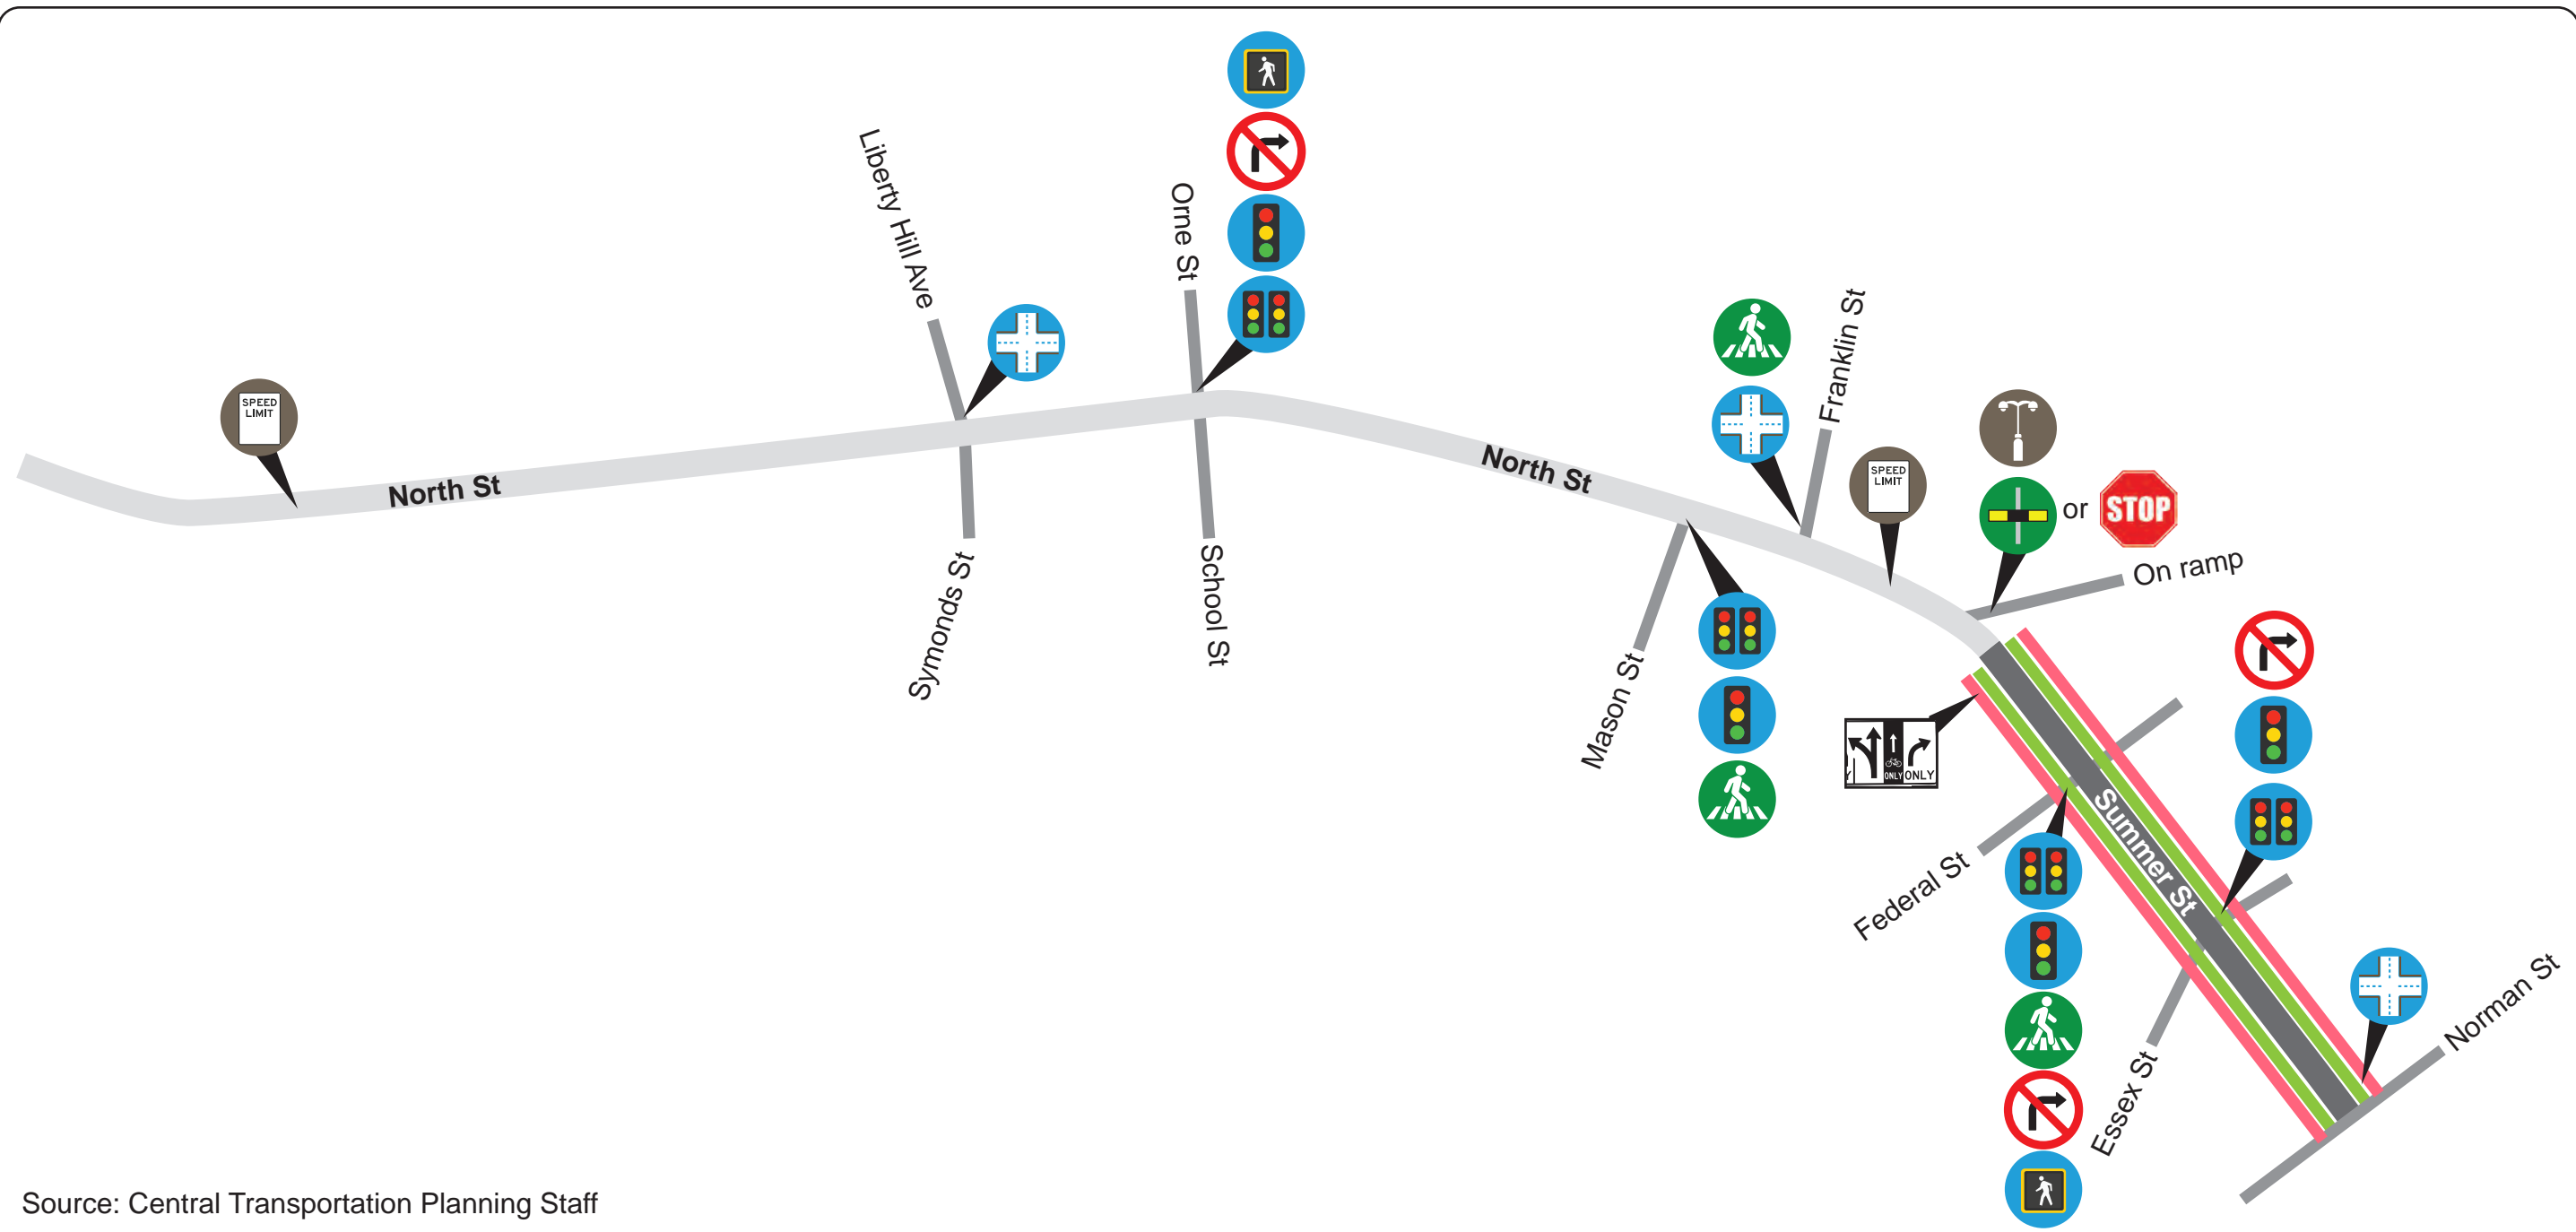 Liberty Hill Ave
Orne St
Franklin St
SPEED
LIMIT
North St
North St
SPEED
LIMIT
or
STOP
On ramp
Symonds St
School St
Mason St
ONLY
ONLY
Summer St
Federal St
Essex St
Norman St
Source: Central Transportation Planning Staff